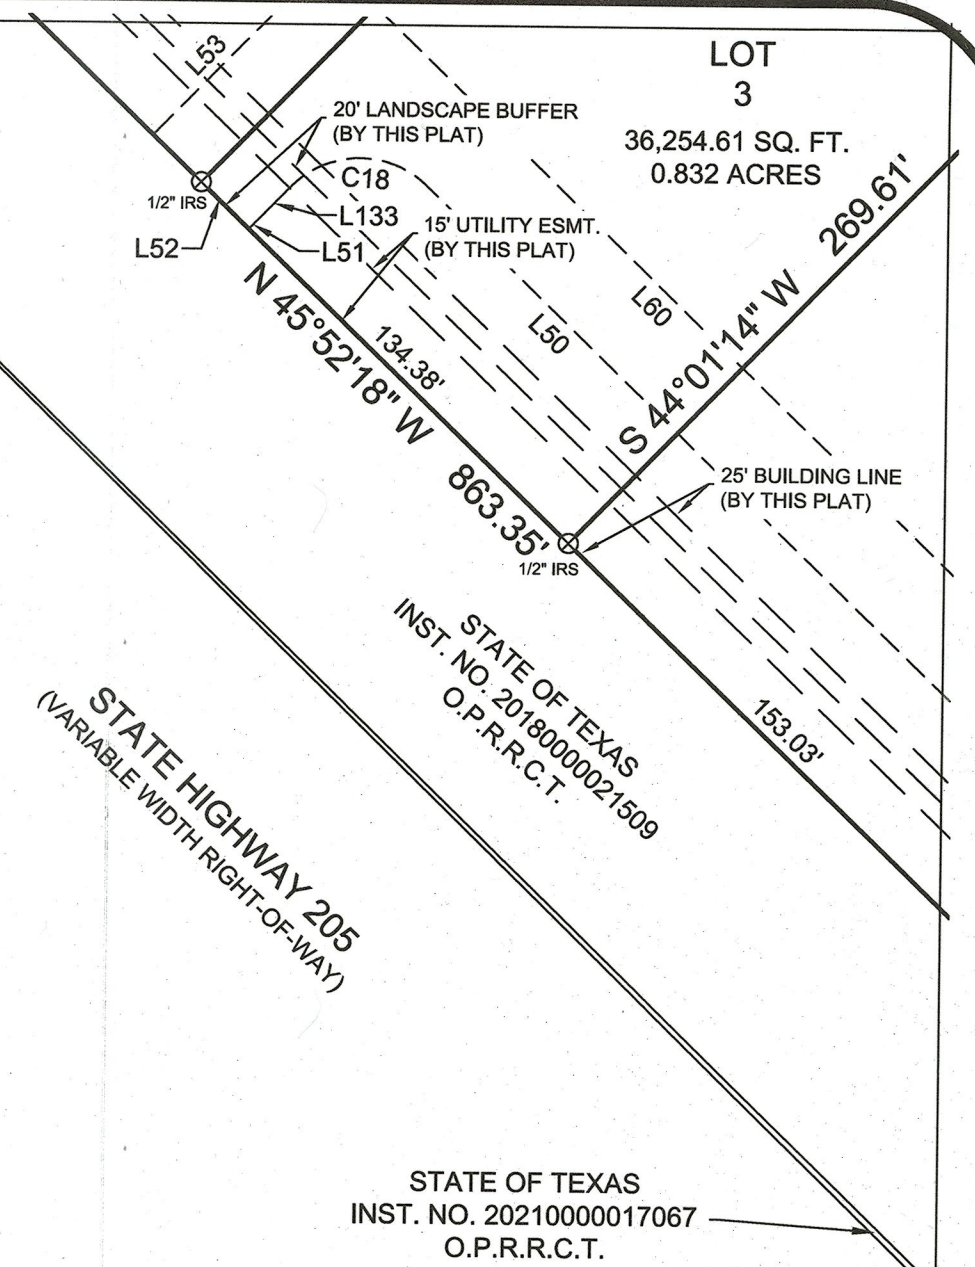 LOT
3
36,254.61 SQ. FT.
0.832 ACRES
L53
20' LANDSCAPE BUFFER
(BY THIS PLAT)
C18
1/2" IRS
L133
L52
L51
15' UTILITY ESMT.
(BY THIS PLAT)
L60
L50
S 44°01'14" W 269.61'
134.38'
N 45°52'18" W 863.35'
25' BUILDING LINE
(BY THIS PLAT)
1/2" IRS
STATE OF TEXAS
INST. NO. 20180000021509
O.P.R.R.C.T.
153.03'
STATE HIGHWAY 205
(VARIABLE WIDTH RIGHT-OF-WAY)
STATE OF TEXAS
INST. NO. 20210000017067
O.P.R.R.C.T.